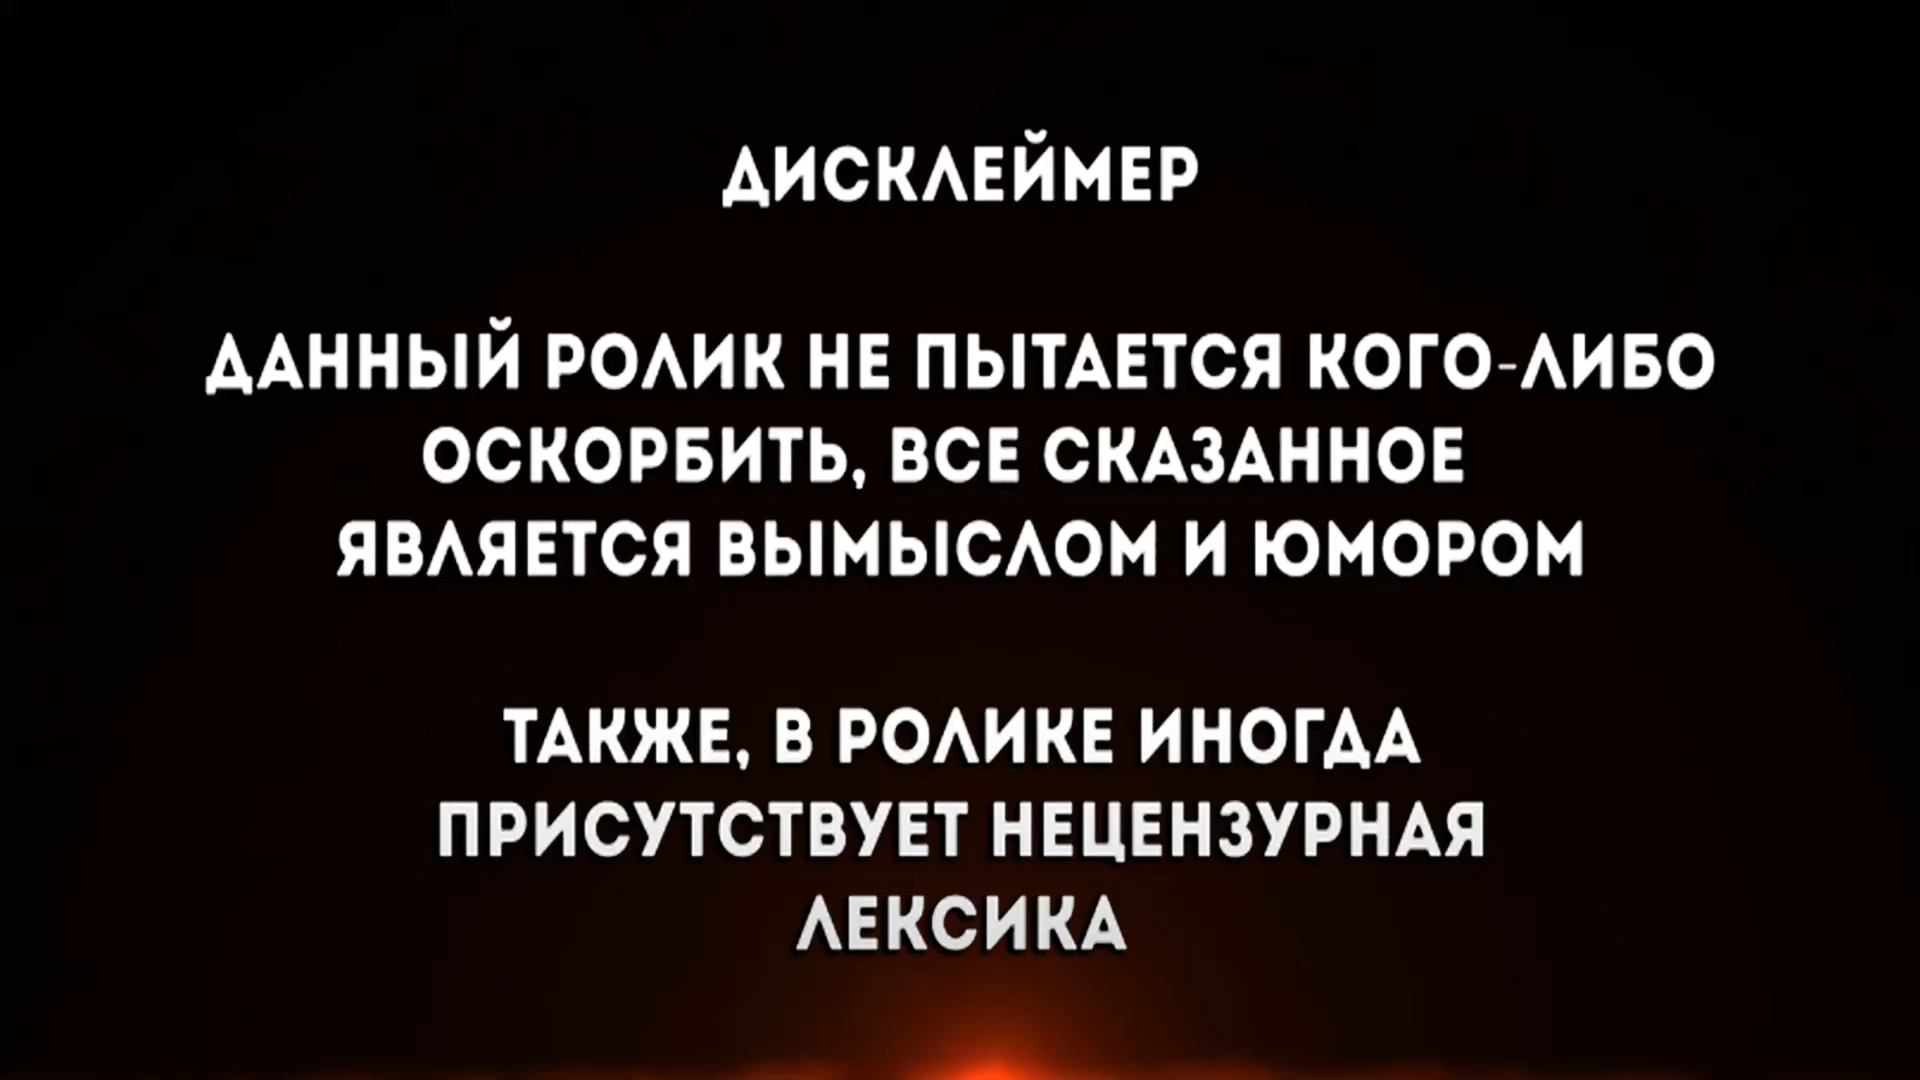 ДИСКЛЕЙМЕР
ДАННЫЙ РОЛИК НЕ ПЫТАЕТСЯ КОГО-ЛИБО
ОСКОРБИТЬ, ВСЕ СКАЗАННОЕ
ЯВЛЯЕТСЯ ВЫМЫСЛОМ И ЮМОРОМ
ТАКЖЕ, В РОЛИКЕ ИНОГДА
ПРИСУТСТВУЕТ НЕЦЕНЗУРНАЯ
ЛЕКСИКА